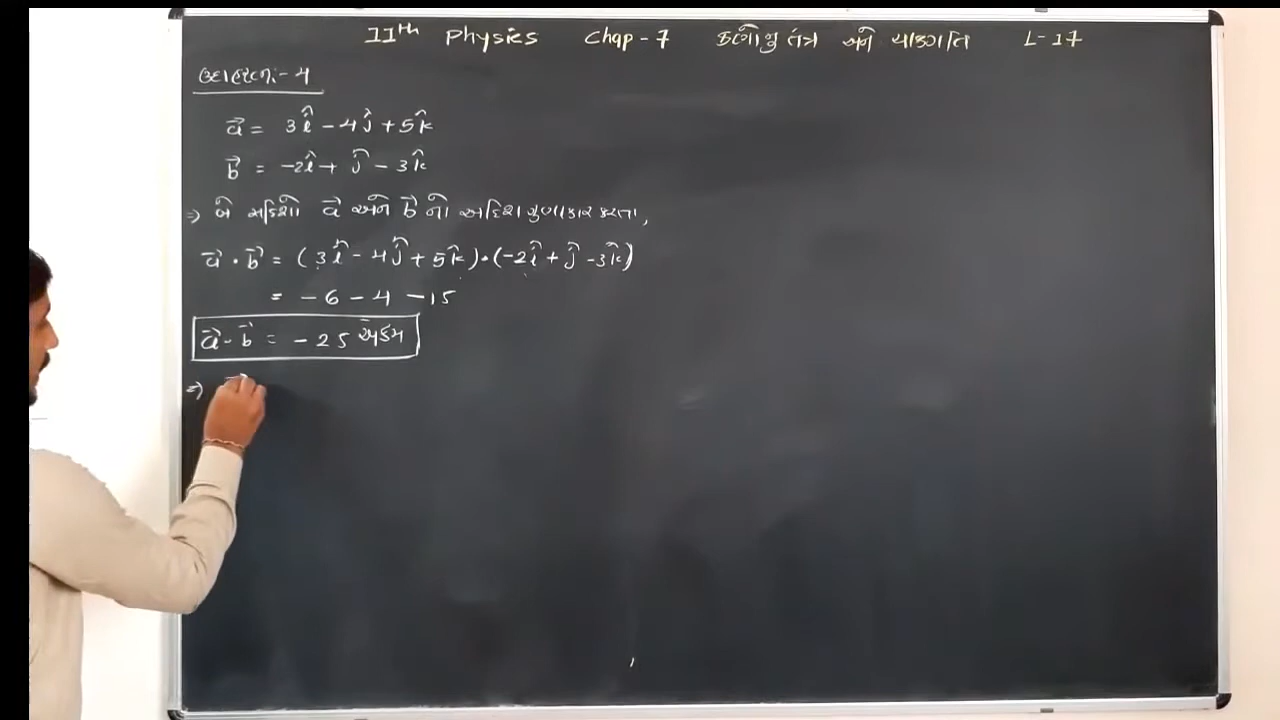 11th Physics Chap - 7 કણોનું તંત્ર અને ચાકગતિ L - 17
ઉદાહરણ :- 4
a⃗ = 3î - 4ĵ + 5k̂
b⃗ = -2î + ĵ - 3k̂
⇒ બે સદિશો a⃗ અને b⃗ નો અદિશ ગુણાકાર કરતા,
a⃗ · b⃗ = (3î - 4ĵ + 5k̂) · (-2î + ĵ - 3k̂)
= - 6 - 4 - 15
a⃗ · b⃗ = - 25 એકમ
⇒